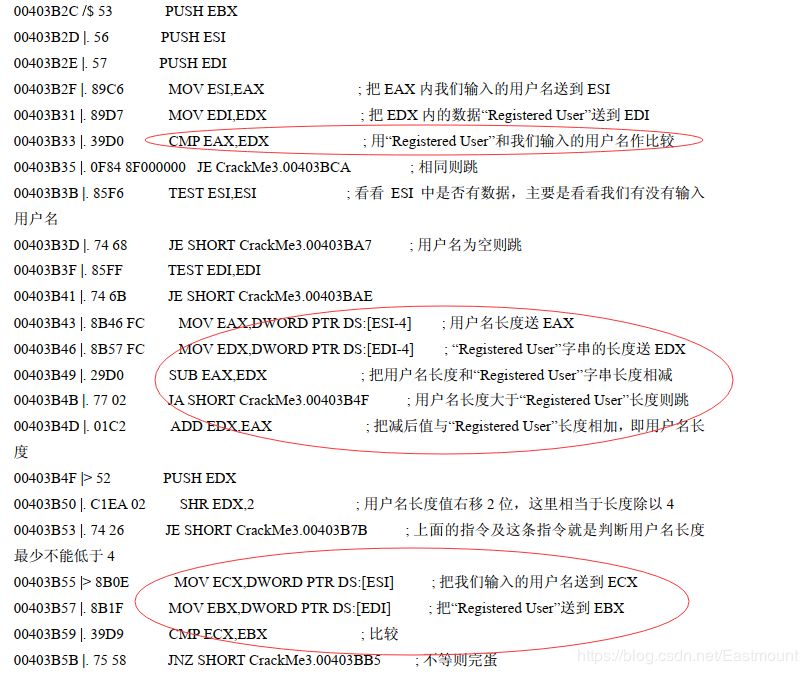 00403B2C /$ 53 PUSH EBX
00403B2D |. 56 PUSH ESI
00403B2E |. 57 PUSH EDI
00403B2F |. 89C6 MOV ESI,EAX ; 把 EAX 内我们输入的用户名送到 ESI
00403B31 |. 89D7 MOV EDI,EDX ; 把 EDX 内的数据“Registered User”送到 EDI
00403B33 |. 39D0 CMP EAX,EDX ; 用“Registered User”和我们输入的用户名作比较
00403B35 |. 0F84 8F000000 JE CrackMe3.00403BCA ; 相同则跳
00403B3B |. 85F6 TEST ESI,ESI ; 看看 ESI 中是否有数据，主要是看看我们有没有输入
用户名
00403B3D |. 74 68 JE SHORT CrackMe3.00403BA7 ; 用户名为空则跳
00403B3F |. 85FF TEST EDI,EDI
00403B41 |. 74 6B JE SHORT CrackMe3.00403BAE
00403B43 |. 8B46 FC MOV EAX,DWORD PTR DS:[ESI-4] ; 用户名长度送 EAX
00403B46 |. 8B57 FC MOV EDX,DWORD PTR DS:[EDI-4] ; “Registered User”字串的长度送 EDX
00403B49 |. 29D0 SUB EAX,EDX ; 把用户名长度和“Registered User”字串长度相减
00403B4B |. 77 02 JA SHORT CrackMe3.00403B4F ; 用户名长度大于“Registered User”长度则跳
00403B4D |. 01C2 ADD EDX,EAX ; 把减后值与“Registered User”长度相加，即用户名长
度
00403B4F |> 52 PUSH EDX
00403B50 |. C1EA 02 SHR EDX,2 ; 用户名长度值右移 2 位，这里相当于长度除以 4
00403B53 |. 74 26 JE SHORT CrackMe3.00403B7B ; 上面的指令及这条指令就是判断用户名长度
最少不能低于 4
00403B55 |> 8B0E MOV ECX,DWORD PTR DS:[ESI] ; 把我们输入的用户名送到 ECX
00403B57 |. 8B1F MOV EBX,DWORD PTR DS:[EDI] ; 把“Registered User”送到 EBX
00403B59 |. 39D9 CMP ECX,EBX ; 比较
00403B5B |. 75 58 JNZ SHORT CrackMe3.00403BB5 ; 不等则完蛋
https://blog.csdn.net/Eastmount